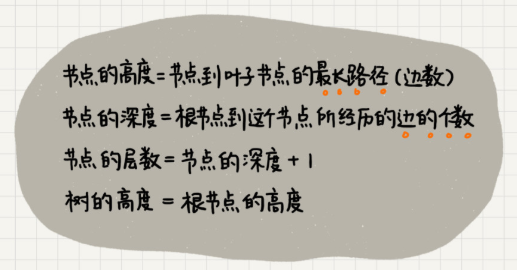 节点的高度=节点到叶子节点的最长路径(边数)
节点的深度=根节点到这个节点所经历的边的个数
节点的层数=节点的深度+1
树的高度=根节点的高度